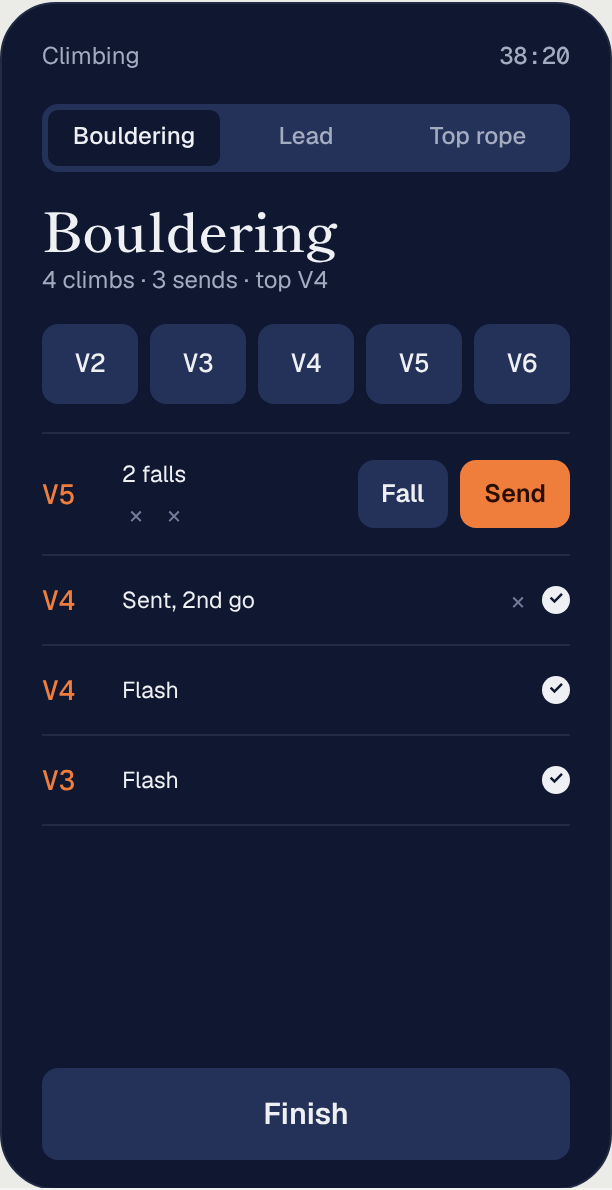 Climbing 38:20
Bouldering Lead Top rope
Bouldering
4 climbs · 3 sends · top V4
V2 V3 V4 V5 V6
V5 2 falls Fall Send
× ×
V4 Sent, 2nd go ×
V4 Flash
V3 Flash
Finish